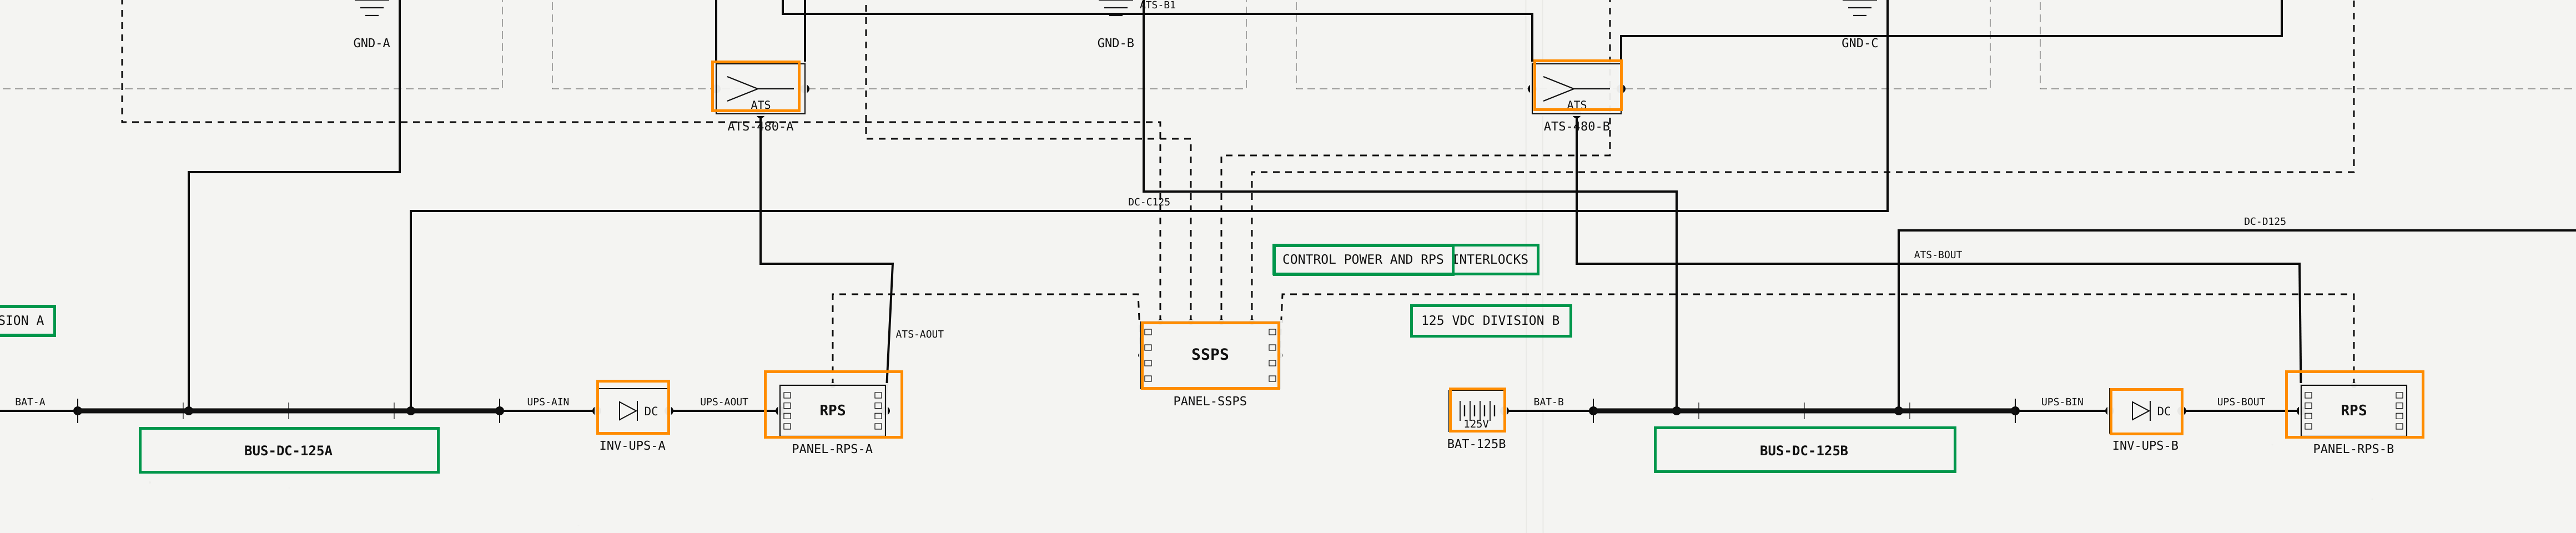 ATS-B1
GND-A
GND-B
GND-C
ATS
ATS-480-A
ATS
ATS-480-B
DC-C125
DC-D125
ATS-BOUT
CONTROL POWER AND RPS INTERLOCKS
SION A
125 VDC DIVISION B
ATS-AOUT
SSPS
PANEL-SSPS
BAT-A
UPS-AIN
DC
UPS-AOUT
RPS
BUS-DC-125A
INV-UPS-A
PANEL-RPS-A
125V
BAT-125B
BAT-B
UPS-BIN
DC
UPS-BOUT
RPS
BUS-DC-125B
INV-UPS-B
PANEL-RPS-B